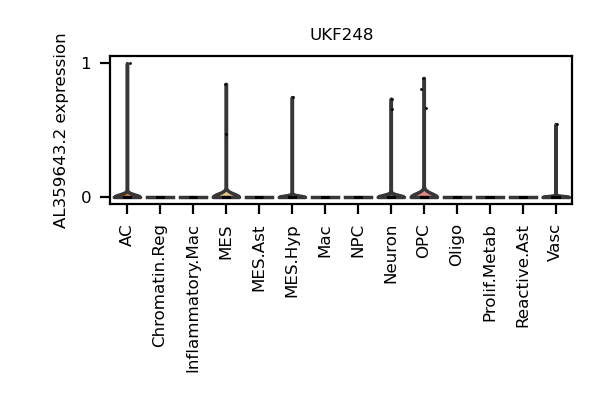 UKF248
AL359643.2 expression
1
0
AC
Chromatin.Reg
Inflammatory.Mac
MES
MES.Ast
MES.Hyp
Mac
NPC
Neuron
OPC
Oligo
Prolif.Metab
Reactive.Ast
Vasc